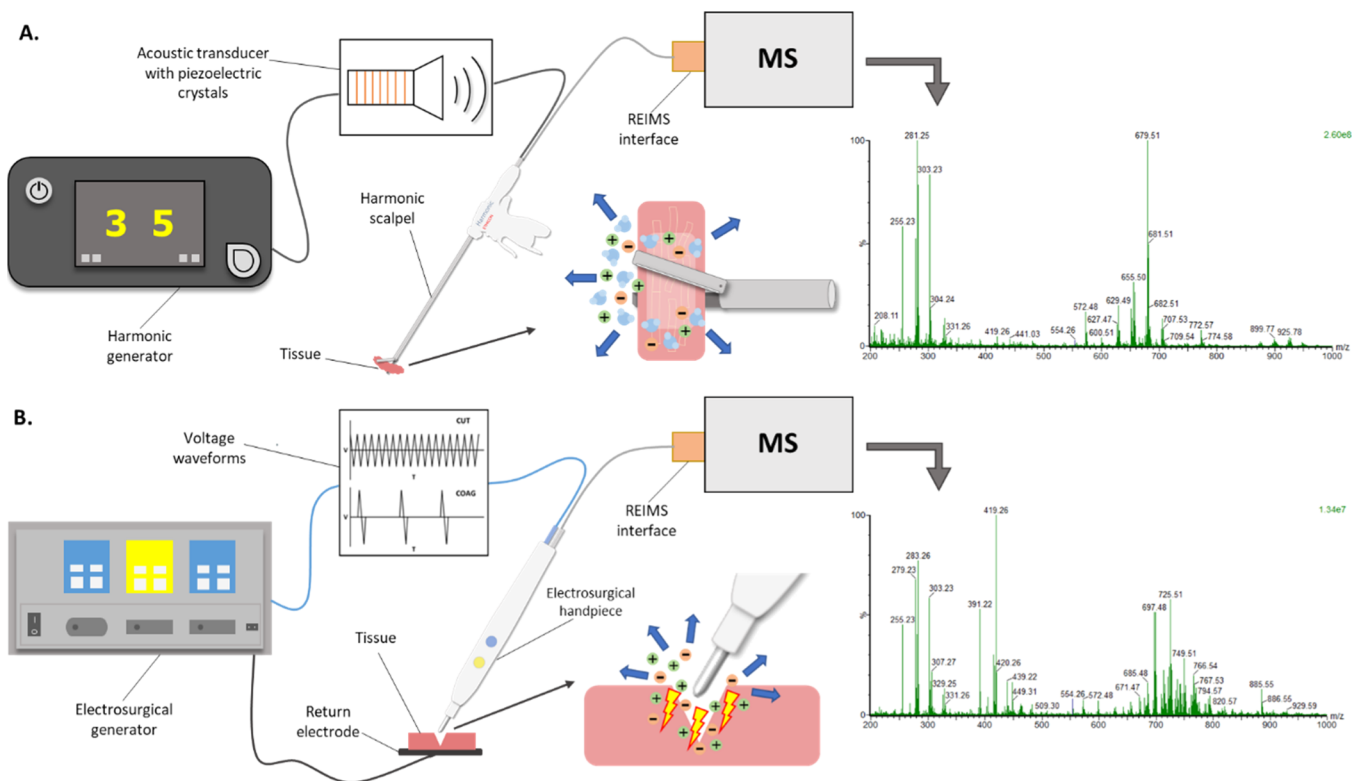 A.
Acoustic transducer
with piezoelectric
crystals
MS
REIMS
interface
3 5
Harmonic
scalpel
Harmonic
Harmonic
generator
Tissue
+
-
100
%
2.60e8
281.25
679.51
303.23
255.23
681.51
655.50
304.24
629.49
682.51
572.48
208.11
331.26
627.47
707.53
772.57
419.26
441.03
554.26
600.51
709.54
774.58
899.77
925.78
200 300 400 500 600 700 800 900 1000 m/z
B.
Voltage
waveforms
CUT
V
T
COAG
V
T
MS
REIMS
interface
Electrosurgical
handpiece
Tissue
Return
electrode
Electrosurgical
generator
I
O
+
-
100
%
1.34e7
419.26
283.26
279.23
303.23
725.51
391.22
697.48
255.23
307.27
420.26
749.51
685.48
766.54
329.25
439.22
671.47
767.53
331.26
449.31
554.26
572.48
794.57
885.55
509.30
820.57
886.55
929.59
200 300 400 500 600 700 800 900 1000 m/z